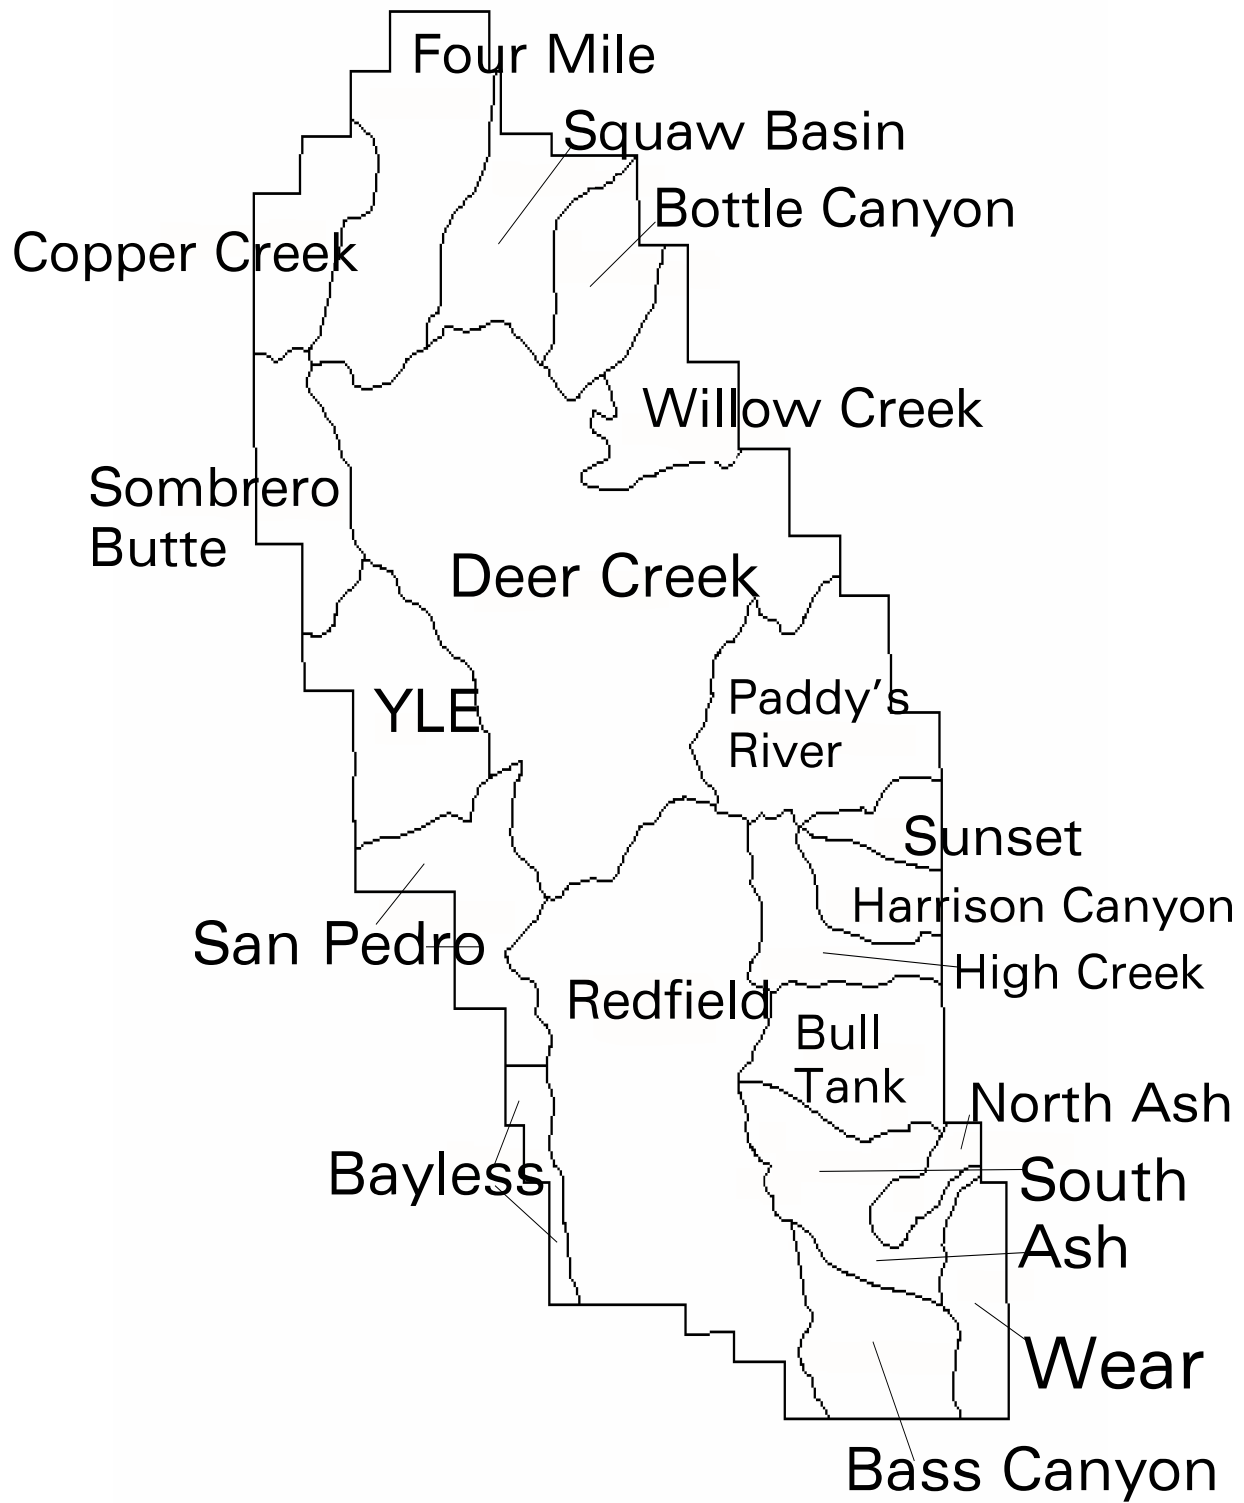 Four Mile
Squaw Basin
Bottle Canyon
Copper Creek
Willow Creek
Sombrero
Butte
Deer Creek
YLE
Paddy's
River
Sunset
Harrison Canyon
San Pedro
High Creek
Redfield
Bull
Tank
North Ash
Bayless
South
Ash
Wear
Bass Canyon